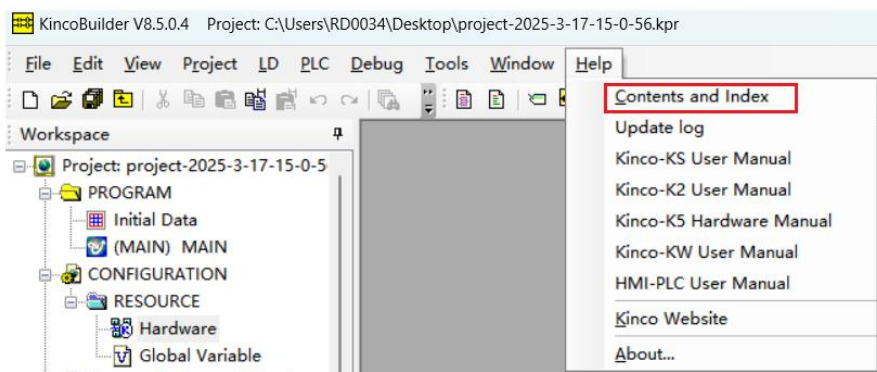 KincoBuilder V8.5.0.4 Project: C:\Users\RD0034\Desktop\project-2025-3-17-15-0-56.kpr
File Edit View Project LD PLC Debug Tools Window Help
Workspace
Project: project-2025-3-17-15-0-5
PROGRAM
Initial Data
(MAIN) MAIN
CONFIGURATION
RESOURCE
Hardware
Global Variable
Contents and Index
Update log
Kinco-KS User Manual
Kinco-K2 User Manual
Kinco-K5 Hardware Manual
Kinco-KW User Manual
HMI-PLC User Manual
Kinco Website
About...